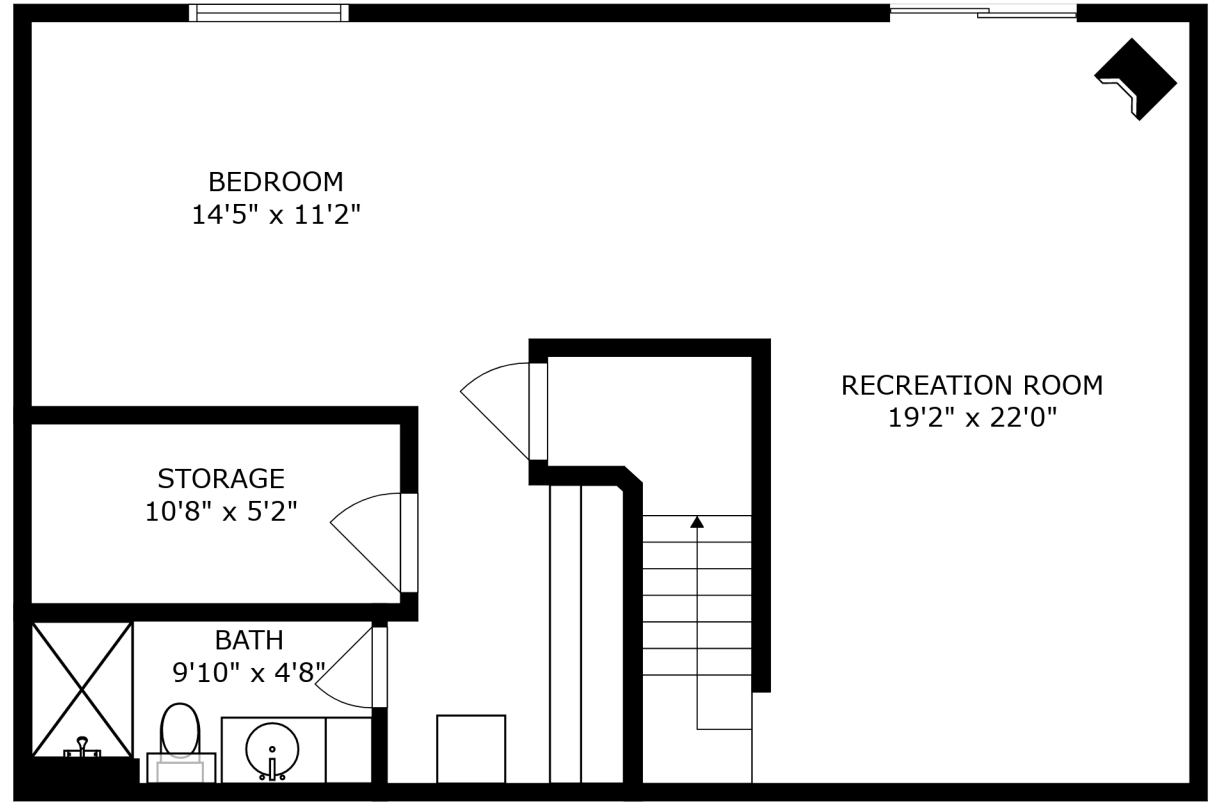 BEDROOM
14'5" x 11'2"
RECREATION ROOM
19'2" x 22'0"
STORAGE
10'8" x 5'2"
BATH
9'10" x 4'8"